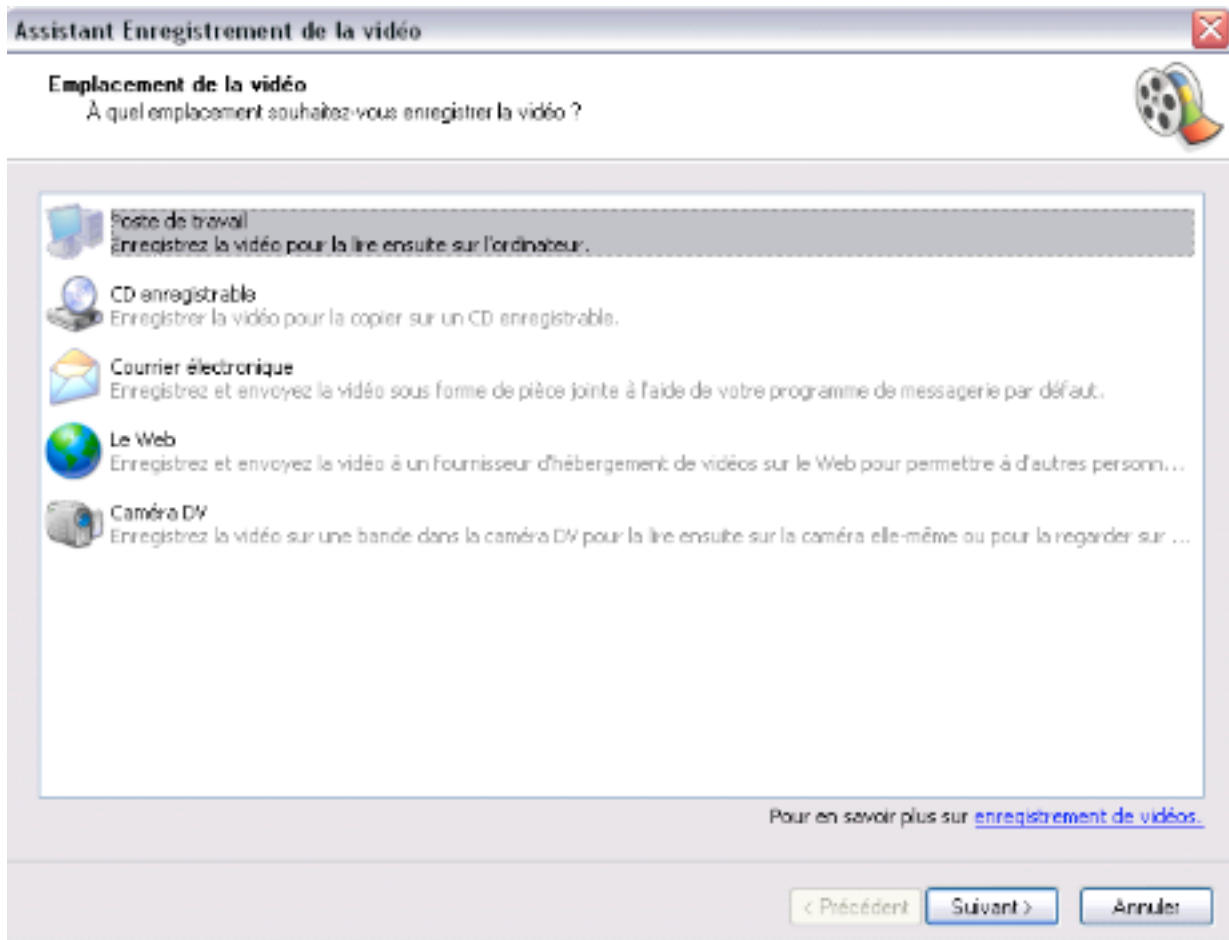 Assistant Enregistrement de la vidéo
Emplacement de la vidéo
À quel emplacement souhaitez-vous enregistrer la vidéo ?
Poste de travail
Enregistrez la vidéo pour la lire ensuite sur l'ordinateur.
CD enregistrable
Enregistrer la vidéo pour la copier sur un CD enregistrable.
Courrier électronique
Enregistrez et envoyez la vidéo sous forme de pièce jointe à l'aide de votre programme de messagerie par défaut.
Le Web
Enregistrez et envoyez la vidéo à un fournisseur d'hébergement de vidéos sur le Web pour permettre à d'autres personn...
Caméra DV
Enregistrez la vidéo sur une bande dans la caméra DV pour la lire ensuite sur la caméra elle-même ou pour la regarder sur ...
Pour en savoir plus sur enregistrement de vidéos.
< Précédent Suivant > Annuler